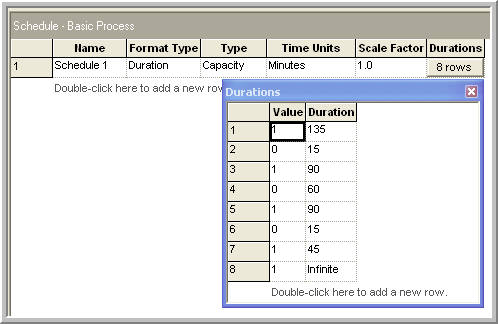 Schedule - Basic Process
Name Format Type Type Time Units Scale Factor Durations
1 Schedule 1 Duration Capacity Minutes 1.0 8 rows
Double-click here to add a new row
Durations
Value Duration
1 1 135
2 0 15
3 1 90
4 0 60
5 1 90
6 0 15
7 1 45
8 1 Infinite
Double-click here to add a new row.